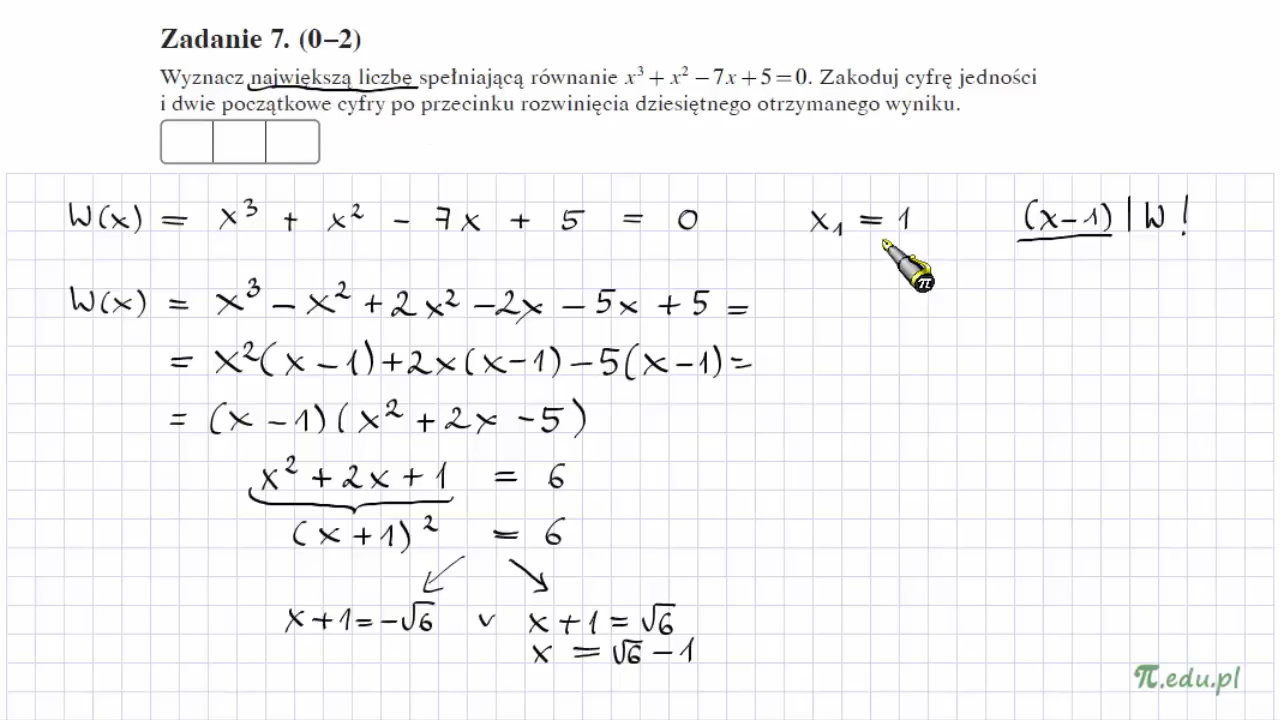 Zadanie 7. (0–2)
Wyznacz największą liczbę spełniającą równanie x³ + x² − 7x + 5 = 0. Zakoduj cyfrę jedności
i dwie początkowe cyfry po przecinku rozwinięcia dziesiętnego otrzymanego wyniku.
W(x) = x³ + x² - 7x + 5 = 0 x₁ = 1 (x-1) | W !
W(x) = x³ - x² + 2x² - 2x - 5x + 5 =
= x²(x-1) + 2x(x-1) - 5(x-1) =
= (x-1)(x² + 2x - 5)
x² + 2x + 1 = 6
(x+1)² = 6
x+1 = -√6 v x+1 = √6
x = √6 - 1
π
π.edu.pl